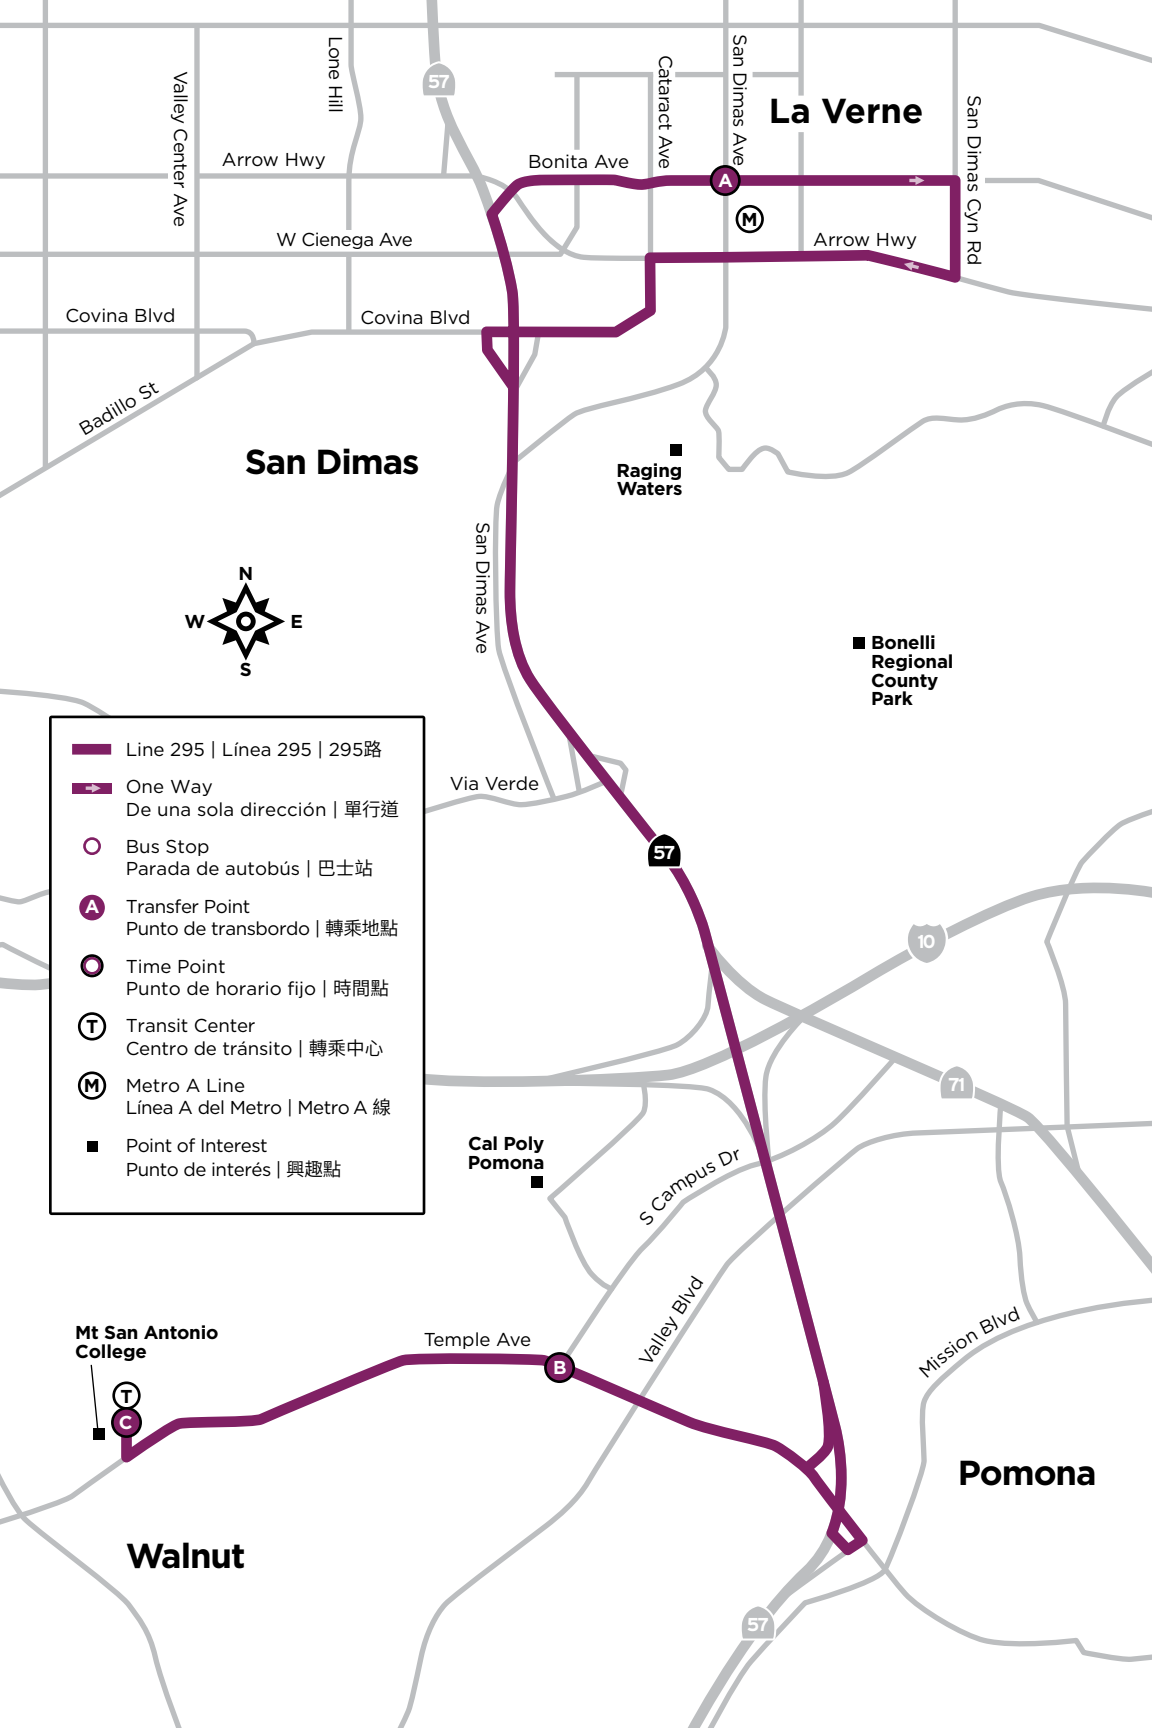 Lone Hill
57
San Dimas Ave
Cataract Ave
Valley Center Ave
La Verne
San Dimas Cyn Rd
Arrow Hwy
Bonita Ave
A
M
W Cienega Ave
Arrow Hwy
Covina Blvd
Covina Blvd
Badillo St
San Dimas
Raging
Waters
San Dimas Ave
N
W
E
S
Bonelli
Regional
County
Park
Line 295 | Línea 295 | 295路
One Way
De una sola dirección | 單行道
Bus Stop
Parada de autobús | 巴士站
A
Transfer Point
Punto de transbordo | 轉乘地點
Time Point
Punto de horario fijo | 時間點
T
Transit Center
Centro de tránsito | 轉乘中心
M
Metro A Line
Línea A del Metro | Metro A 線
Point of Interest
Punto de interés | 興趣點
Via Verde
57
10
71
Cal Poly
Pomona
S Campus Dr
Valley Blvd
Mission Blvd
Mt San Antonio
College
Temple Ave
B
T
C
Pomona
Walnut
57